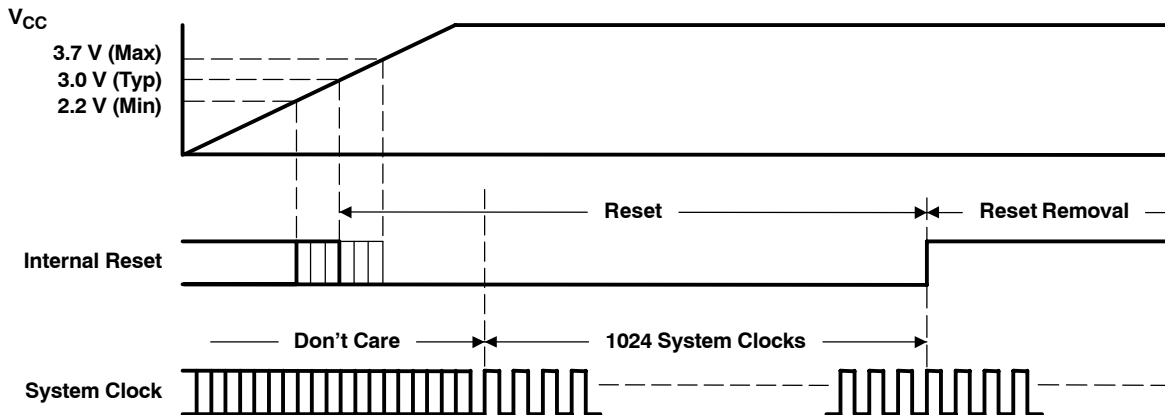 VCC
3.7 V (Max)
3.0 V (Typ)
2.2 V (Min)
Reset
Reset Removal
Internal Reset
Don't Care
1024 System Clocks
System Clock